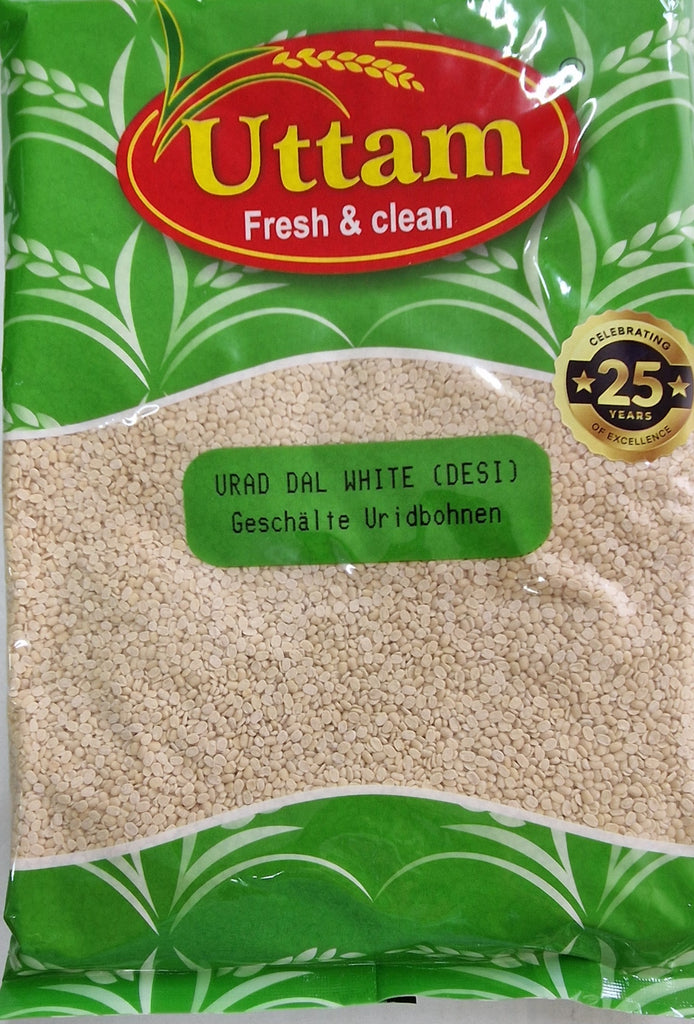 Uttam
®
Fresh & clean
CELEBRATING
25
YEARS
OF EXCELLENCE
URAD DAL WHITE (DESI)
Geschälte Uridbohnen